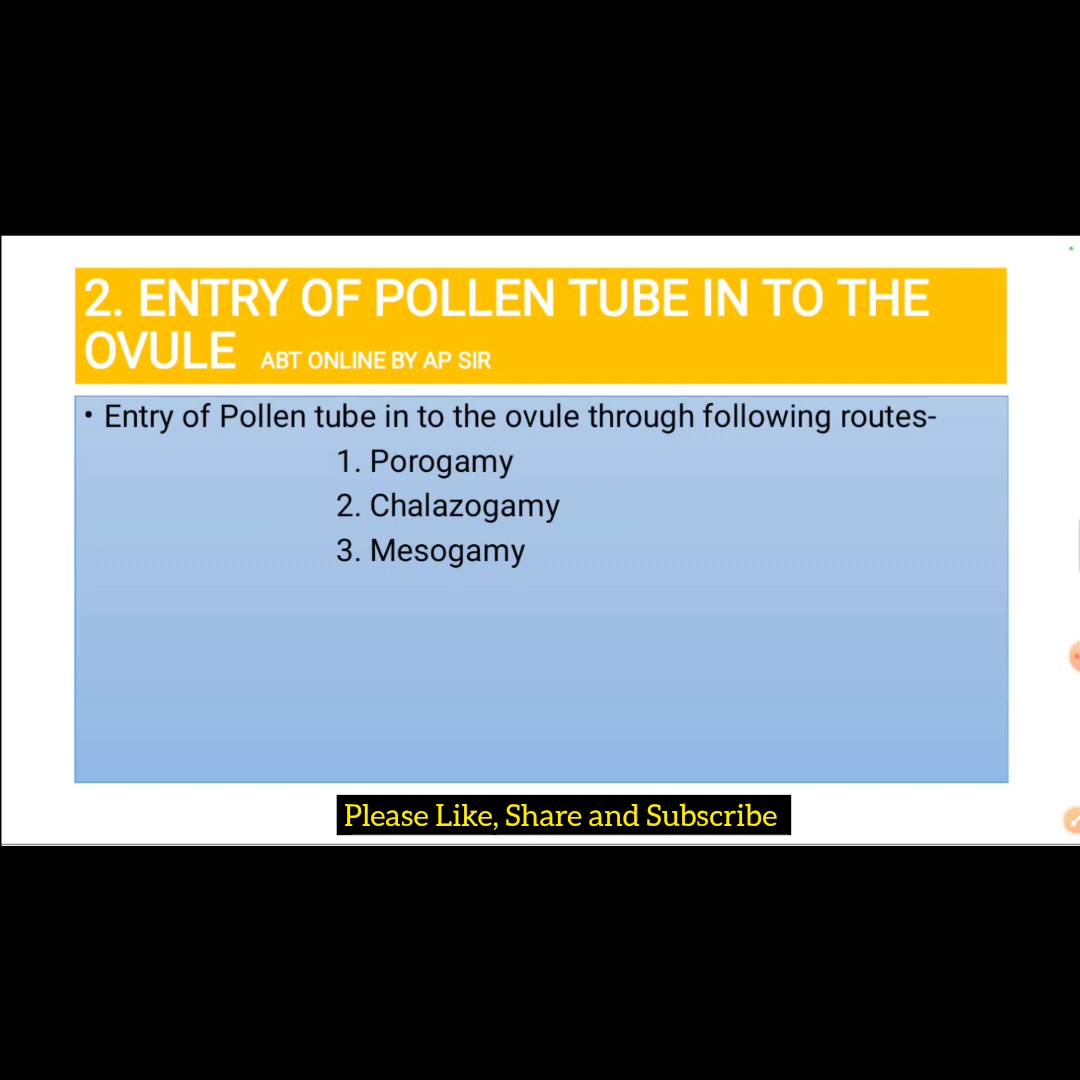 2. ENTRY OF POLLEN TUBE IN TO THE
OVULE ABT ONLINE BY AP SIR
• Entry of Pollen tube in to the ovule through following routes-
1. Porogamy
2. Chalazogamy
3. Mesogamy
Please Like, Share and Subscribe